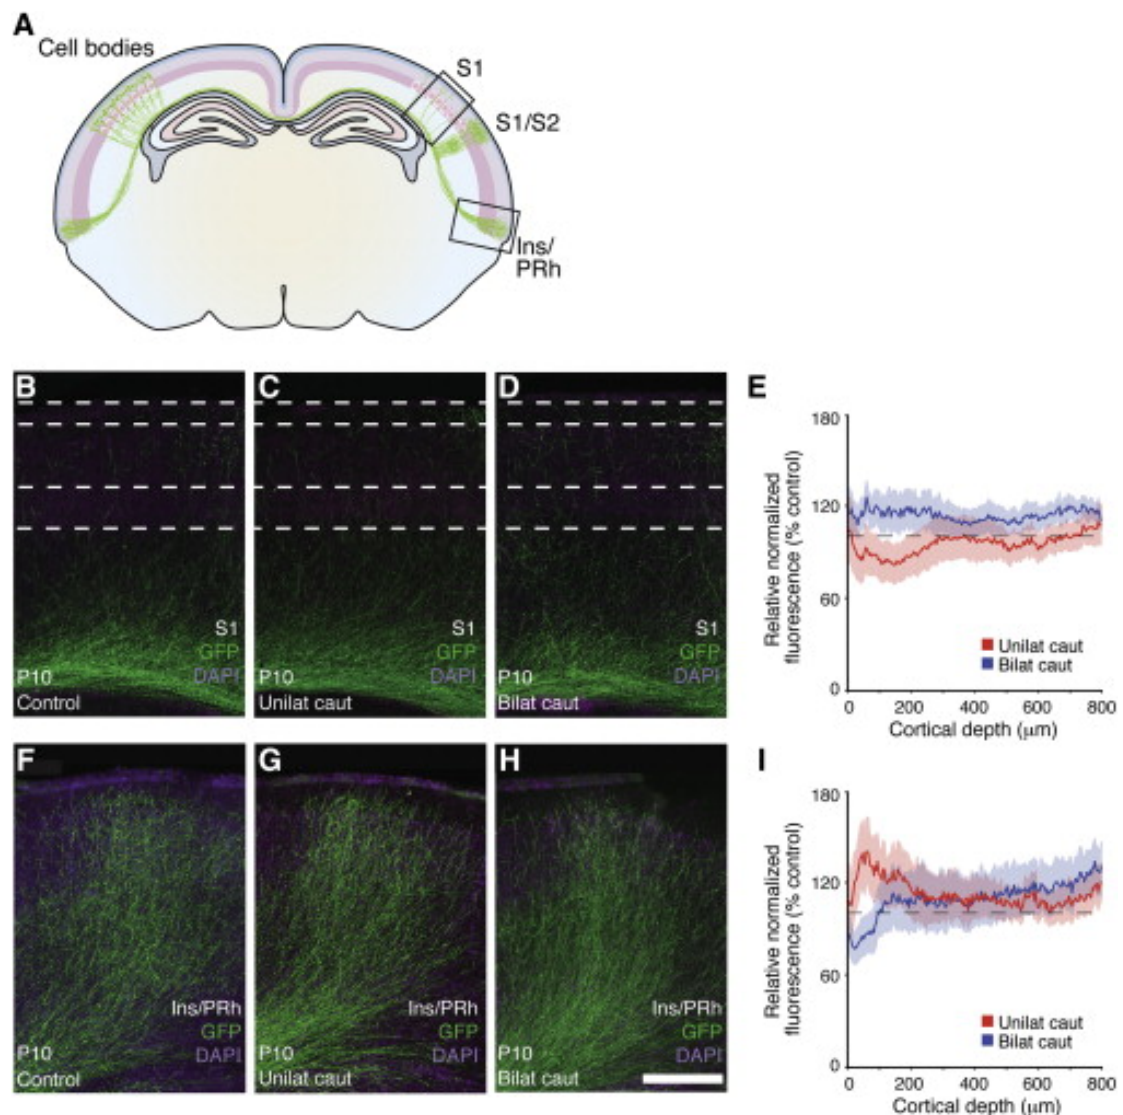 A
Cell bodies
S1
S1/S2
Ins/
PRh
B
S1
GFP
P10
DAPI
Control
C
S1
GFP
P10
DAPI
Unilat caut
D
S1
GFP
P10
DAPI
Bilat caut
E
Relative normalized
fluorescence (% control)
180
120
60
0
Unilat caut
Bilat caut
0 200 400 600 800
Cortical depth (μm)
F
Ins/PRh
GFP
P10
DAPI
Control
G
Ins/PRh
GFP
P10
DAPI
Unilat caut
H
Ins/PRh
GFP
P10
DAPI
Bilat caut
I
Relative normalized
fluorescence (% control)
180
120
60
0
Unilat caut
Bilat caut
0 200 400 600 800
Cortical depth (μm)